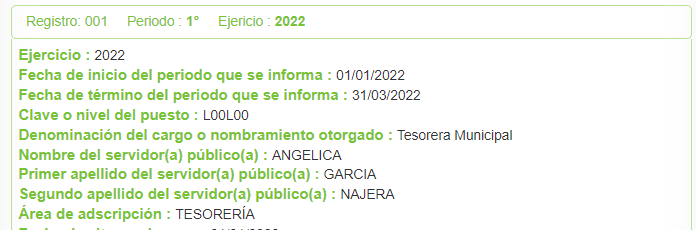 Registro: 001 Periodo : 1° Ejericio : 2022
Ejercicio : 2022
Fecha de inicio del periodo que se informa : 01/01/2022
Fecha de término del periodo que se informa : 31/03/2022
Clave o nivel del puesto : L00L00
Denominación del cargo o nombramiento otorgado : Tesorera Municipal
Nombre del servidor(a) público(a) : ANGELICA
Primer apellido del servidor(a) público(a) : GARCIA
Segundo apellido del servidor(a) público(a) : NAJERA
Área de adscripción : TESORERÍA